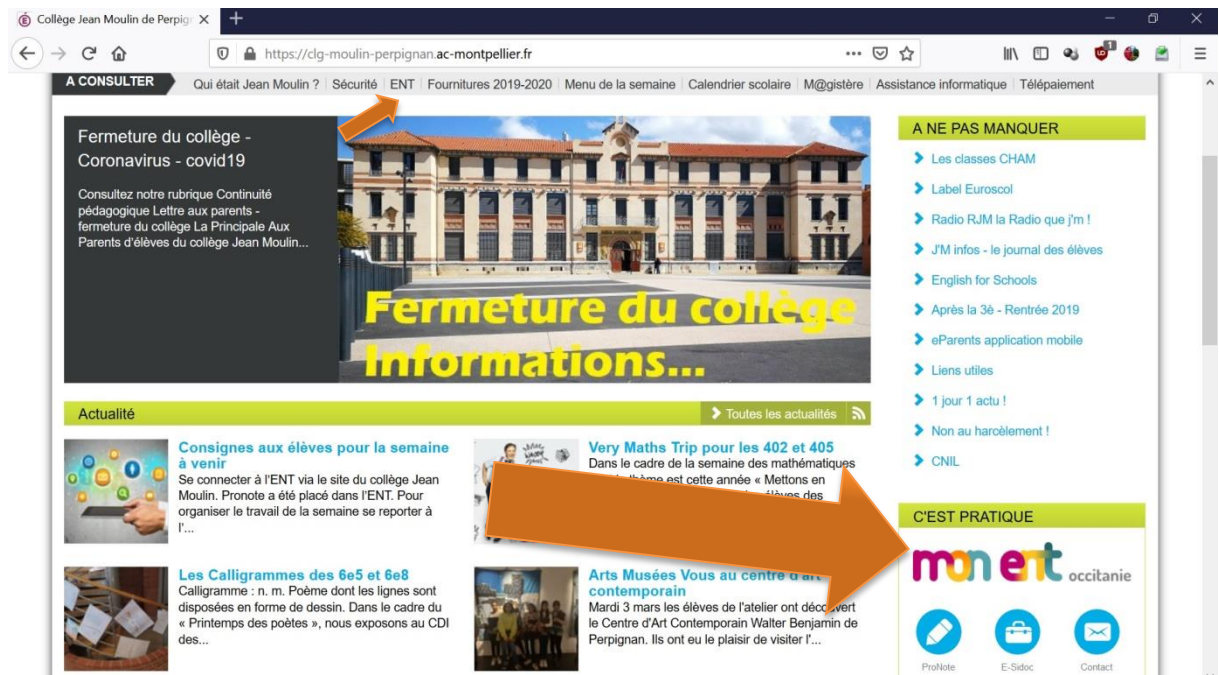 Collège Jean Moulin de Perpign
https://clg-moulin-perpignan.ac-montpellier.fr
A CONSULTER
Qui était Jean Moulin ? | Sécurité | ENT | Fournitures 2019-2020 | Menu de la semaine | Calendrier scolaire | M@gistère | Assistance informatique | Télépaiement
Fermeture du collège -
Coronavirus - covid19
Consultez notre rubrique Continuité
pédagogique Lettre aux parents -
fermeture du collège La Principale Aux
Parents d'élèves du collège Jean Moulin...
Fermeture du collège
Informations...
A NE PAS MANQUER
Les classes CHAM
Label Euroscol
Radio RJM la Radio que j'm !
J'M infos - le journal des élèves
English for Schools
Après la 3è - Rentrée 2019
eParents application mobile
Liens utiles
1 jour 1 actu !
Non au harcèlement !
CNIL
Actualité
Toutes les actualités
Consignes aux élèves pour la semaine
à venir
Se connecter à l'ENT via le site du collège Jean
Moulin. Pronote a été placé dans l'ENT. Pour
organiser le travail de la semaine se reporter à
l'...
Very Maths Trip pour les 402 et 405
Dans le cadre de la semaine des mathématiques
thème est cette année « Mettons en
élèves des
Les Calligrammes des 6e5 et 6e8
Calligramme : n. m. Poème dont les lignes sont
disposées en forme de dessin. Dans le cadre du
« Printemps des poètes », nous exposons au CDI
des...
Arts Musées Vous au centre d'art
contemporain
Mardi 3 mars les élèves de l'atelier ont découvert
le Centre d'Art Contemporain Walter Benjamin de
Perpignan. Ils ont eu le plaisir de visiter l'...
C'EST PRATIQUE
mon ent occitanie
ProNote
E-Sidoc
Contact